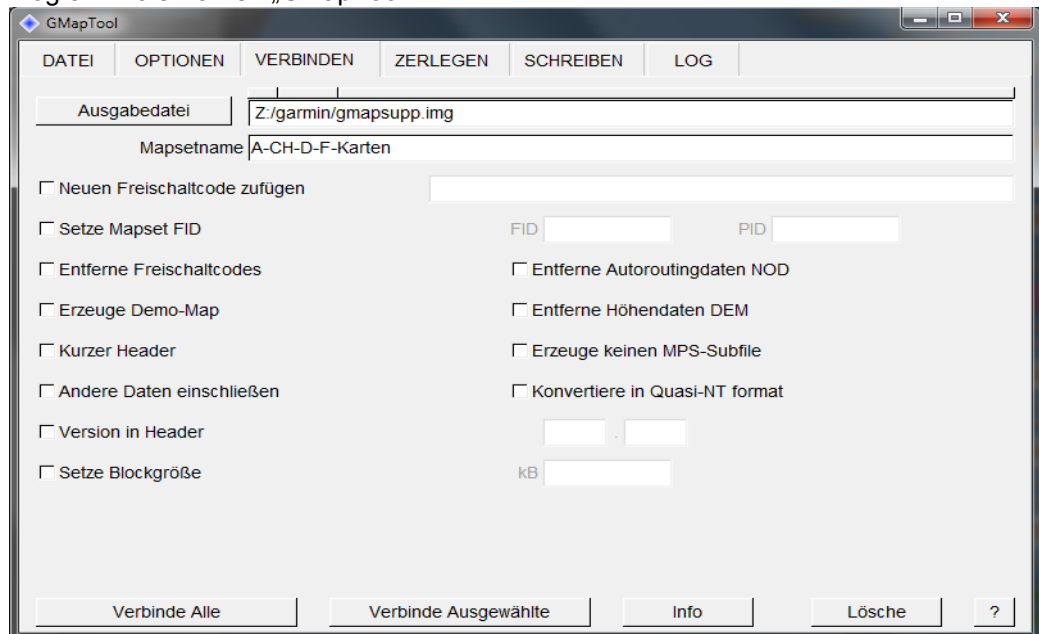 GMapTool
DATEI OPTIONEN VERBINDEN ZERLEGEN SCHREIBEN LOG
Ausgabedatei Z:/garmin/gmapsupp.img
Mapsetname A-CH-D-F-Karten
Neuen Freischaltcode zufügen
Setze Mapset FID FID PID
Entferne Freischaltcodes Entferne Autoroutingdaten NOD
Erzeuge Demo-Map Entferne Höhendaten DEM
Kurzer Header Erzeuge keinen MPS-Subfile
Andere Daten einschließen Konvertiere in Quasi-NT format
Version in Header .
Setze Blockgröße kB
Verbinde Alle Verbinde Ausgewählte Info Lösche ?